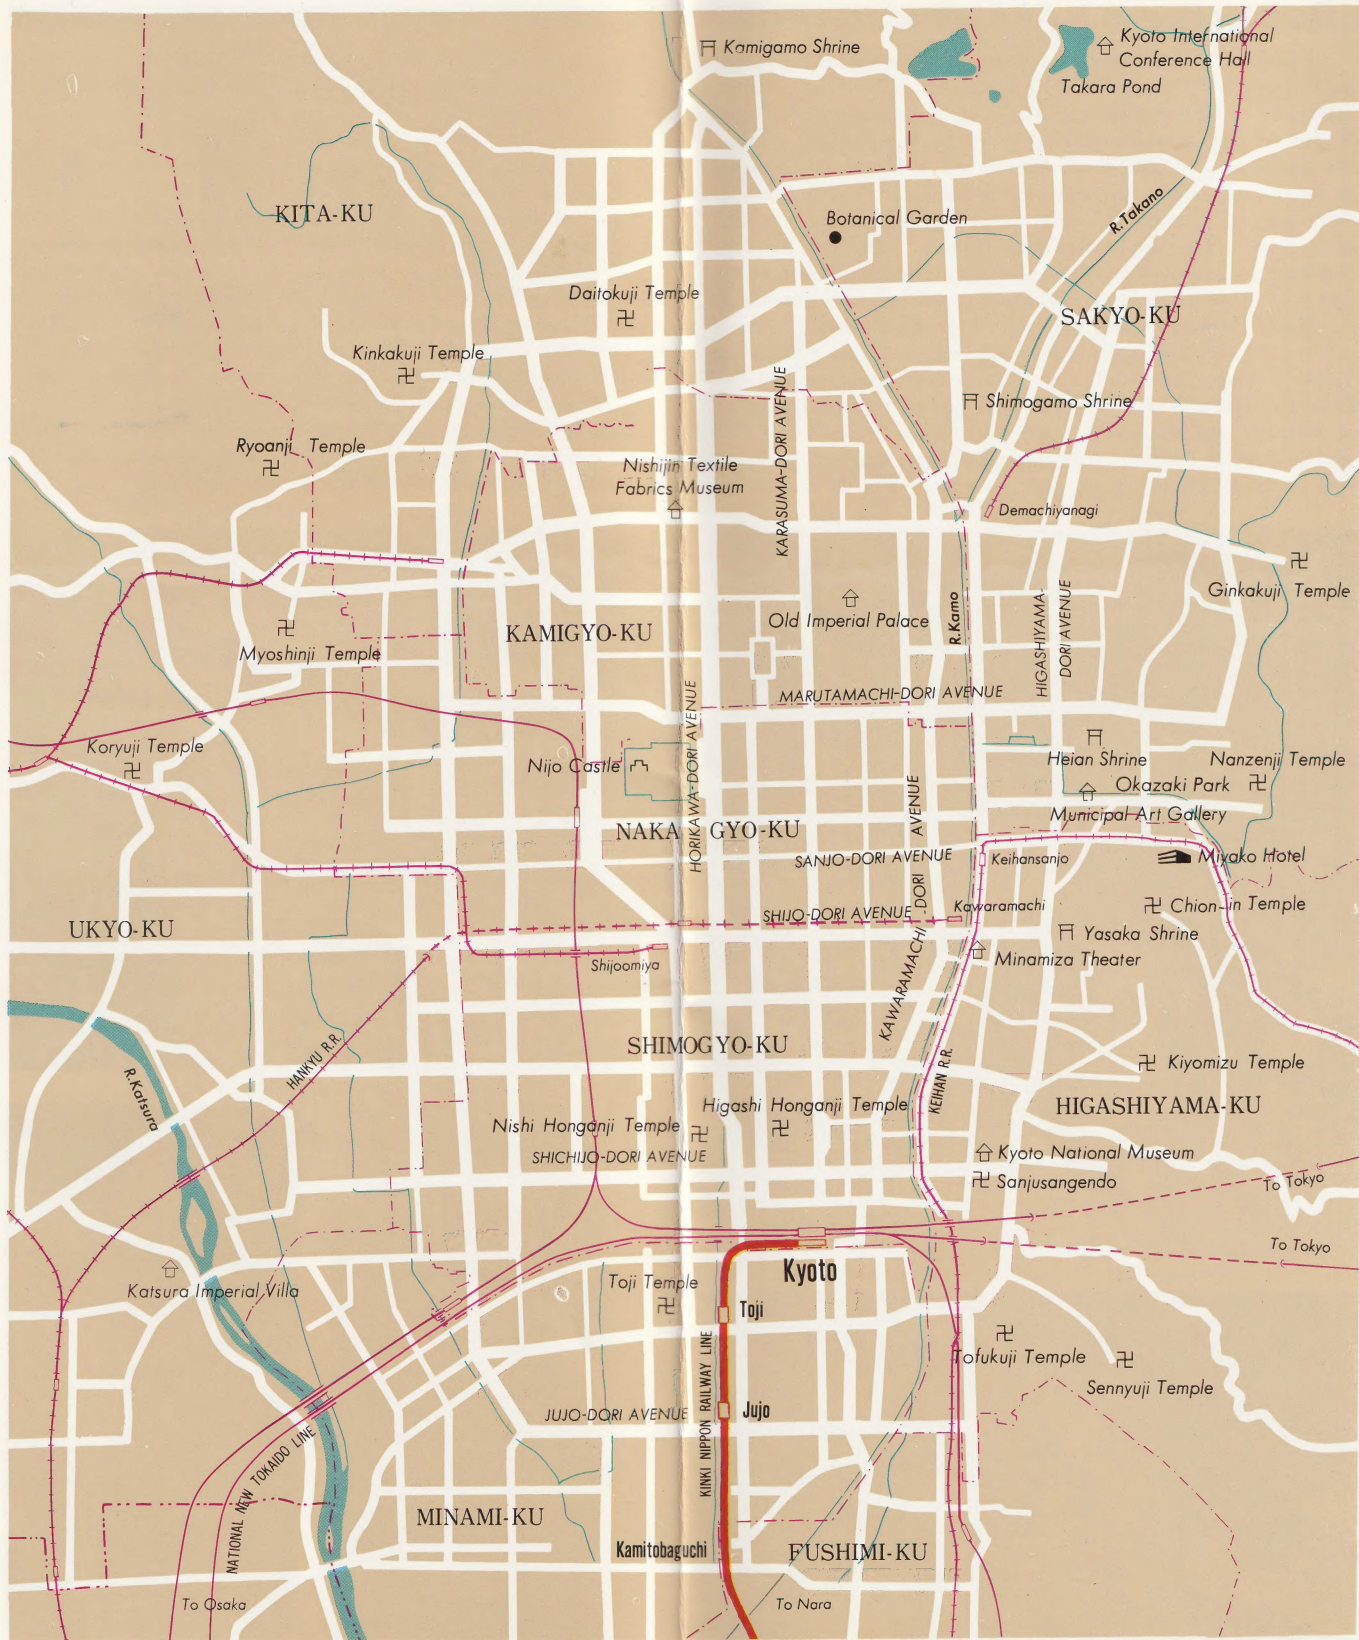 Kamigamo Shrine
Kyoto International
Conference Hall
Takara Pond
KITA-KU
R.Takano
Botanical Garden
Daitokuji Temple
SAKYO-KU
Kinkakuji Temple
KARASUMA-DORI AVENUE
Shimogamo Shrine
Ryoanji Temple
Nishijin Textile
Fabrics Museum
Demachiyanagi
Ginkakuji Temple
Old Imperial Palace
R.Kamo
HIGASHIYAMA-
DORI AVENUE
KAMIGYO-KU
Myoshinji Temple
MARUTAMACHI-DORI AVENUE
HORIKAWA-DORI AVENUE
Koryuji Temple
Nijo Castle
Heian Shrine
Nanzenji Temple
Okazaki Park
Municipal Art Gallery
NAKAGYO-KU
SANJO-DORI AVENUE
KAWARAMACHI-DORI AVENUE
Keihansanjo
Miyako Hotel
SHIJO-DORI AVENUE
Kawaramachi
Chion-in Temple
UKYO-KU
Yasaka Shrine
Minamiza Theater
Shijoomiya
HANKYU R.R.
SHIMOGYO-KU
KEIHAN R.R.
Kiyomizu Temple
R.Katsura
Higashi Honganji Temple
HIGASHIYAMA-KU
Nishi Honganji Temple
SHICHIJO-DORI AVENUE
Kyoto National Museum
Sanjusangendo
To Tokyo
To Tokyo
Kyoto
Katsura Imperial Villa
Toji Temple
Toji
Tofukuji Temple
Sennyuji Temple
KINKI NIPPON RAILWAY LINE
JUJO-DORI AVENUE
Jujo
NATIONAL NEW TOKAIDO LINE
MINAMI-KU
Kamitobaguchi
FUSHIMI-KU
To Osaka
To Nara